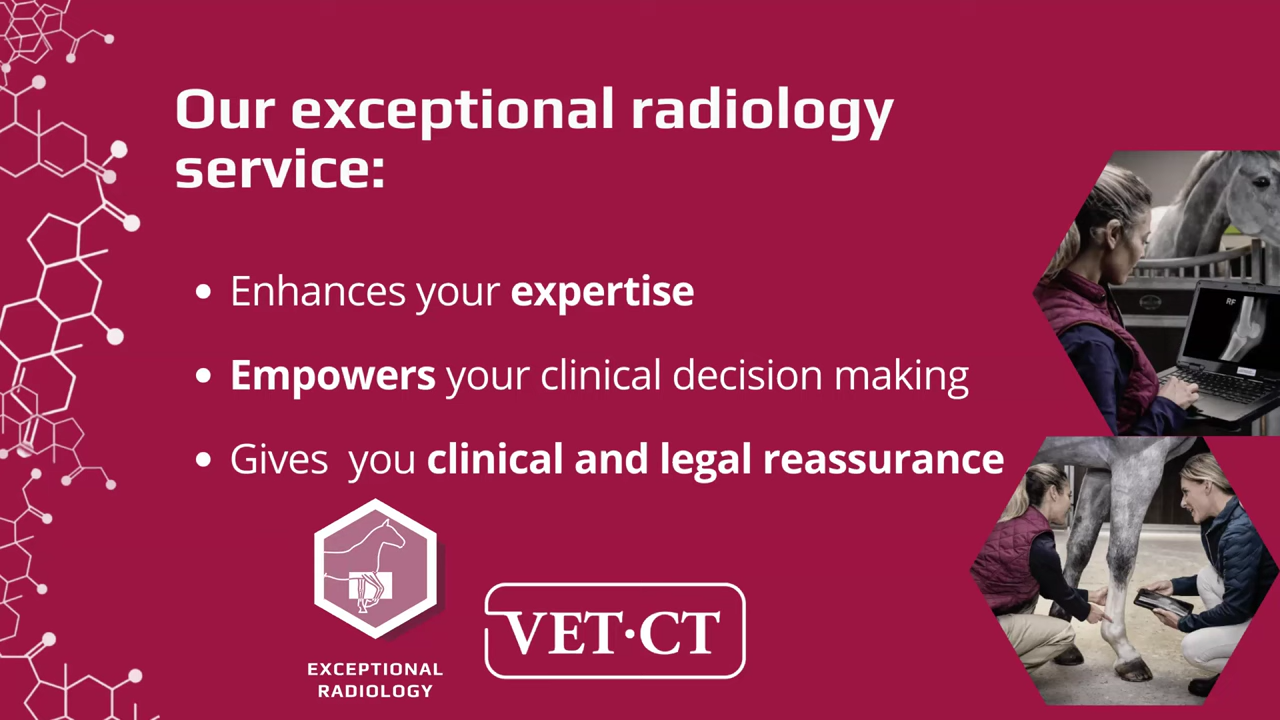 Our exceptional radiology
service:
Enhances your expertise
Empowers your clinical decision making
Gives  you clinical and legal reassurance
EXCEPTIONAL
RADIOLOGY
VET·CT
RF